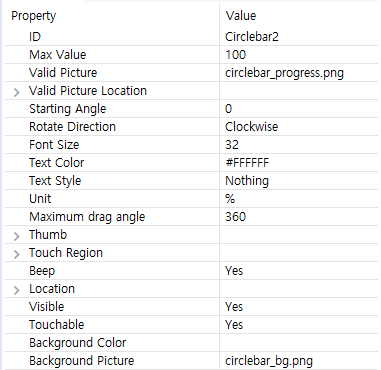 Property Value
ID Circlebar2
Max Value 100
Valid Picture circlebar_progress.png
Valid Picture Location
Starting Angle 0
Rotate Direction Clockwise
Font Size 32
Text Color #FFFFFF
Text Style Nothing
Unit %
Maximum drag angle 360
Thumb
Touch Region
Beep Yes
Location
Visible Yes
Touchable Yes
Background Color
Background Picture circlebar_bg.png